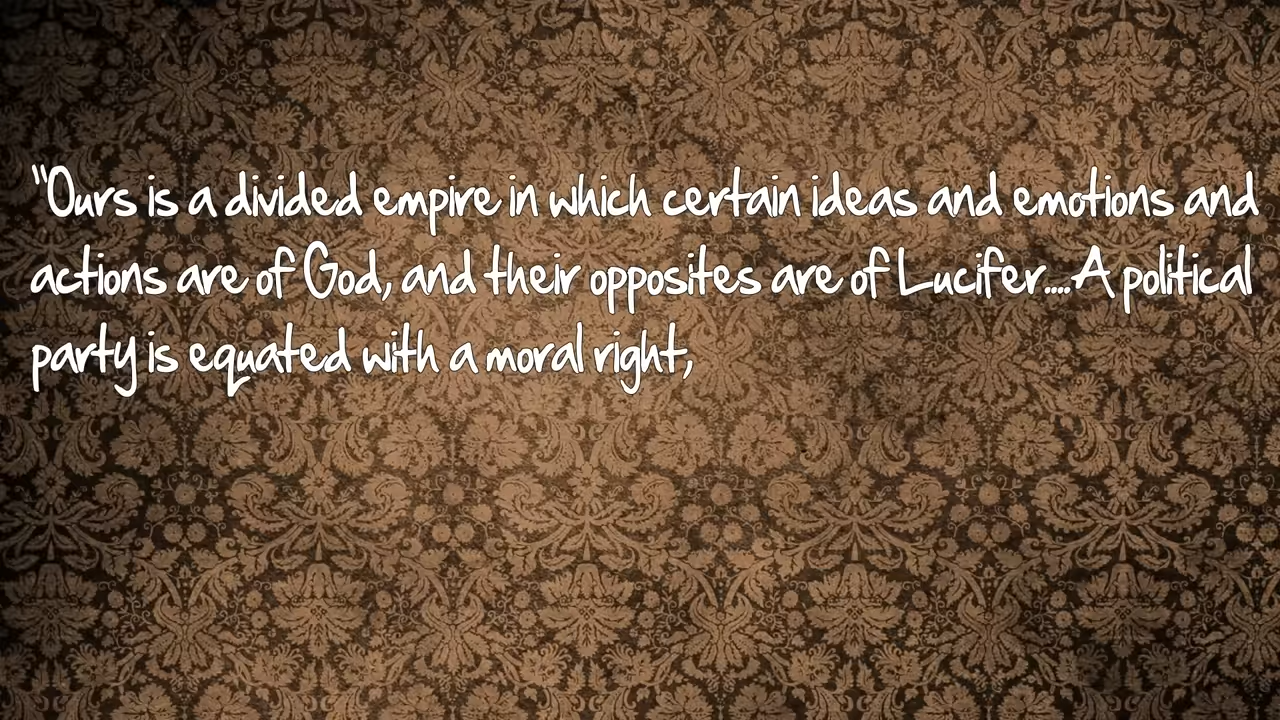 "Ours is a divided empire in which certain ideas and emotions and
actions are of God, and their opposites are of Lucifer....A political
party is equated with a moral right,